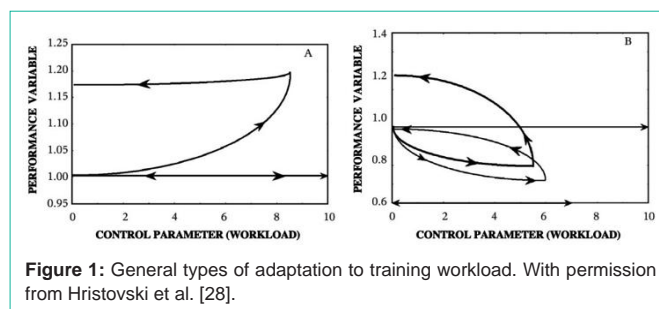 A
PERFORMANCE VARIABLE
1.25
1.20
1.15
1.10
1.05
1.00
0.95
0 2 4 6 8 10
CONTROL PARAMETER (WORKLOAD)
B
PERFORMANCE VARIABLE
1.4
1.2
1.0
0.8
0.6
0 2 4 6 8 10
CONTROL PARAMETER (WORKLOAD)
Figure 1: General types of adaptation to training workload. With permission
from Hristovski et al. [28].